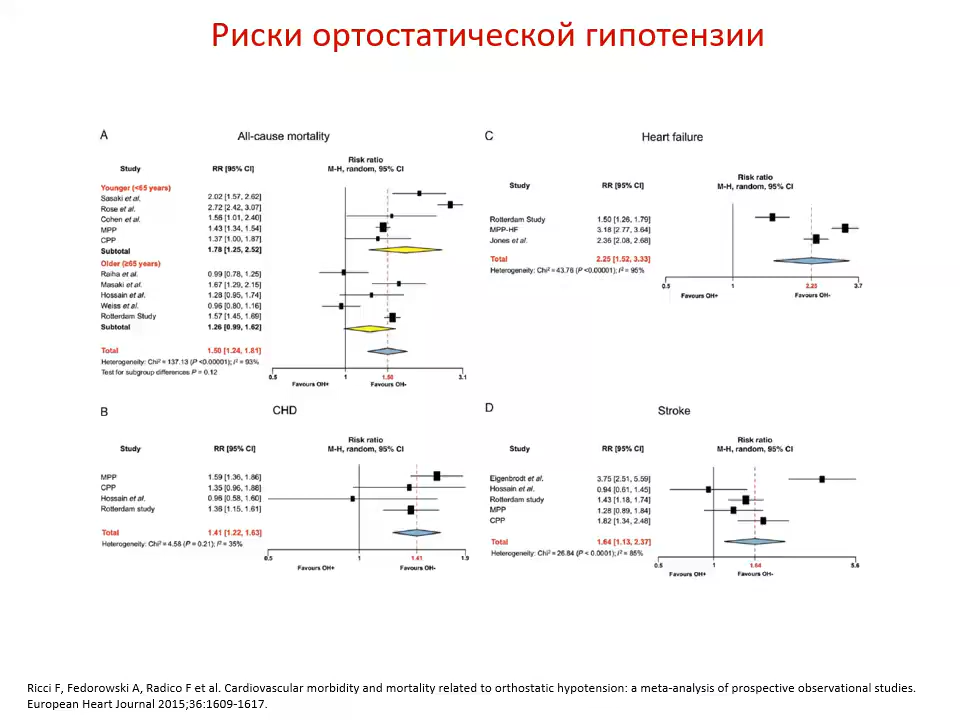 Риски ортостатической гипотензии
A
All-cause mortality
Risk ratio
Study RR [95% CI] M-H, random, 95% CI
Younger (<65 years)
Sasaki et al. 2.02 [1.57, 2.62]
Rose et al. 2.72 [2.42, 3.07]
Cohen et al. 1.56 [1.01, 2.40]
MPP 1.43 [1.34, 1.54]
CPP 1.37 [1.00, 1.87]
Subtotal 1.78 [1.25, 2.52]
Older (≥65 years)
Raiha et al. 0.99 [0.78, 1.25]
Masaki et al. 1.67 [1.29, 2.15]
Hossain et al. 1.28 [0.95, 1.74]
Weiss et al. 0.96 [0.80, 1.16]
Rotterdam Study 1.57 [1.45, 1.69]
Subtotal 1.26 [0.99, 1.62]
Total 1.50 [1.24, 1.81]
Heterogeneity: Chi² = 137.13 (P <0.00001); I² = 93%
Test for subgroup differences P = 0.12
0.5 1 1.50 3.1
Favours OH+ Favours OH-
B
CHD
Risk ratio
Study RR [95% CI] M-H, random, 95% CI
MPP 1.59 [1.36, 1.86]
CPP 1.35 [0.96, 1.88]
Hossain et al. 0.96 [0.58, 1.60]
Rotterdam study 1.36 [1.15, 1.61]
Total 1.41 [1.22, 1.63]
Heterogeneity: Chi² = 4.58 (P = 0.21); I² = 35%
0.5 1 1.41 1.9
Favours OH+ Favours OH-
C
Heart failure
Risk ratio
Study RR [95% CI] M-H, random, 95% CI
Rotterdam Study 1.50 [1.26, 1.79]
MPP-HF 3.18 [2.77, 3.64]
Jones et al. 2.36 [2.08, 2.68]
Total 2.25 [1.52, 3.33]
Heterogeneity: Chi² = 43.76 (P <0.00001); I² = 95%
0.5 1 2.25 3.7
Favours OH+ Favours OH-
D
Stroke
Risk ratio
Study RR [95% CI] M-H, random, 95% CI
Eigenbrodt et al. 3.75 [2.51, 5.59]
Hossain et al. 0.94 [0.61, 1.45]
Rotterdam study 1.43 [1.18, 1.74]
MPP 1.28 [0.89, 1.84]
CPP 1.82 [1.34, 2.48]
Total 1.64 [1.13, 2.37]
Heterogeneity: Chi² = 26.84 (P < 0.0001); I² = 85%
0.5 1 1.64 5.6
Favours OH+ Favours OH-
Ricci F, Fedorowski A, Radico F et al. Cardiovascular morbidity and mortality related to orthostatic hypotension: a meta-analysis of prospective observational studies.
European Heart Journal 2015;36:1609-1617.